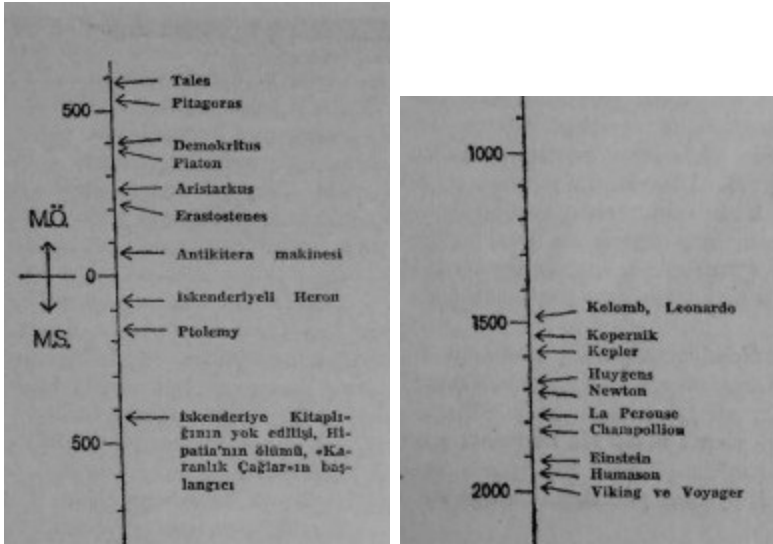 Tales
500
Pitagoras
Demokritus
Platon
Aristarkus
Erastostenes
M.Ö.
Antikitera makinesi
0
İskenderiyeli Heron
M.S.
Ptolemy
İskenderiye Kitaplı-
ğının yok edilişi, Hi-
patia'nın ölümü, «Ka-
ranlık Çağlar»ın baş-
langıcı
500
1000
Kolomb, Leonardo
1500
Kopernik
Kepler
Huygens
Newton
La Perouse
Champollion
Einstein
Humason
Viking ve Voyager
2000